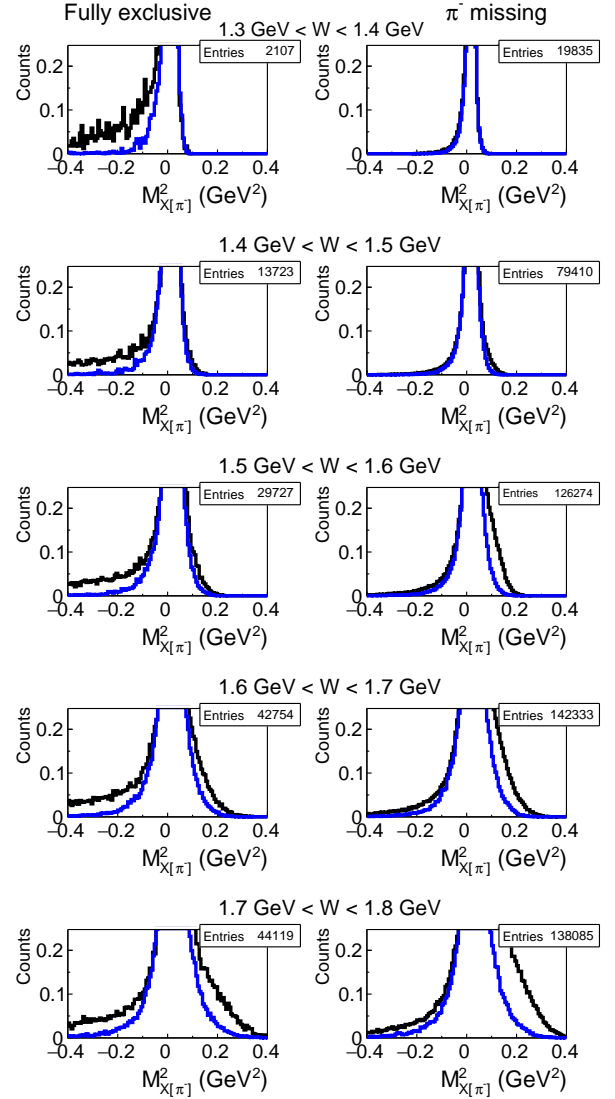 Fully exclusive π⁻ missing
1.3 GeV < W < 1.4 GeV
Counts
0.2
0.1
0
Entries 2107
−0.4 −0.2 0 0.2 0.4
M²X[π⁻] (GeV²)
Counts
0.2
0.1
0
Entries 19835
−0.4 −0.2 0 0.2 0.4
M²X[π⁻] (GeV²)
1.4 GeV < W < 1.5 GeV
Counts
0.2
0.1
0
Entries 13723
−0.4 −0.2 0 0.2 0.4
M²X[π⁻] (GeV²)
Counts
0.2
0.1
0
Entries 79410
−0.4 −0.2 0 0.2 0.4
M²X[π⁻] (GeV²)
1.5 GeV < W < 1.6 GeV
Counts
0.2
0.1
0
Entries 29727
−0.4 −0.2 0 0.2 0.4
M²X[π⁻] (GeV²)
Counts
0.2
0.1
0
Entries 126274
−0.4 −0.2 0 0.2 0.4
M²X[π⁻] (GeV²)
1.6 GeV < W < 1.7 GeV
Counts
0.2
0.1
0
Entries 42754
−0.4 −0.2 0 0.2 0.4
M²X[π⁻] (GeV²)
Counts
0.2
0.1
0
Entries 142333
−0.4 −0.2 0 0.2 0.4
M²X[π⁻] (GeV²)
1.7 GeV < W < 1.8 GeV
Counts
0.2
0.1
0
Entries 44119
−0.4 −0.2 0 0.2 0.4
M²X[π⁻] (GeV²)
Counts
0.2
0.1
0
Entries 138085
−0.4 −0.2 0 0.2 0.4
M²X[π⁻] (GeV²)